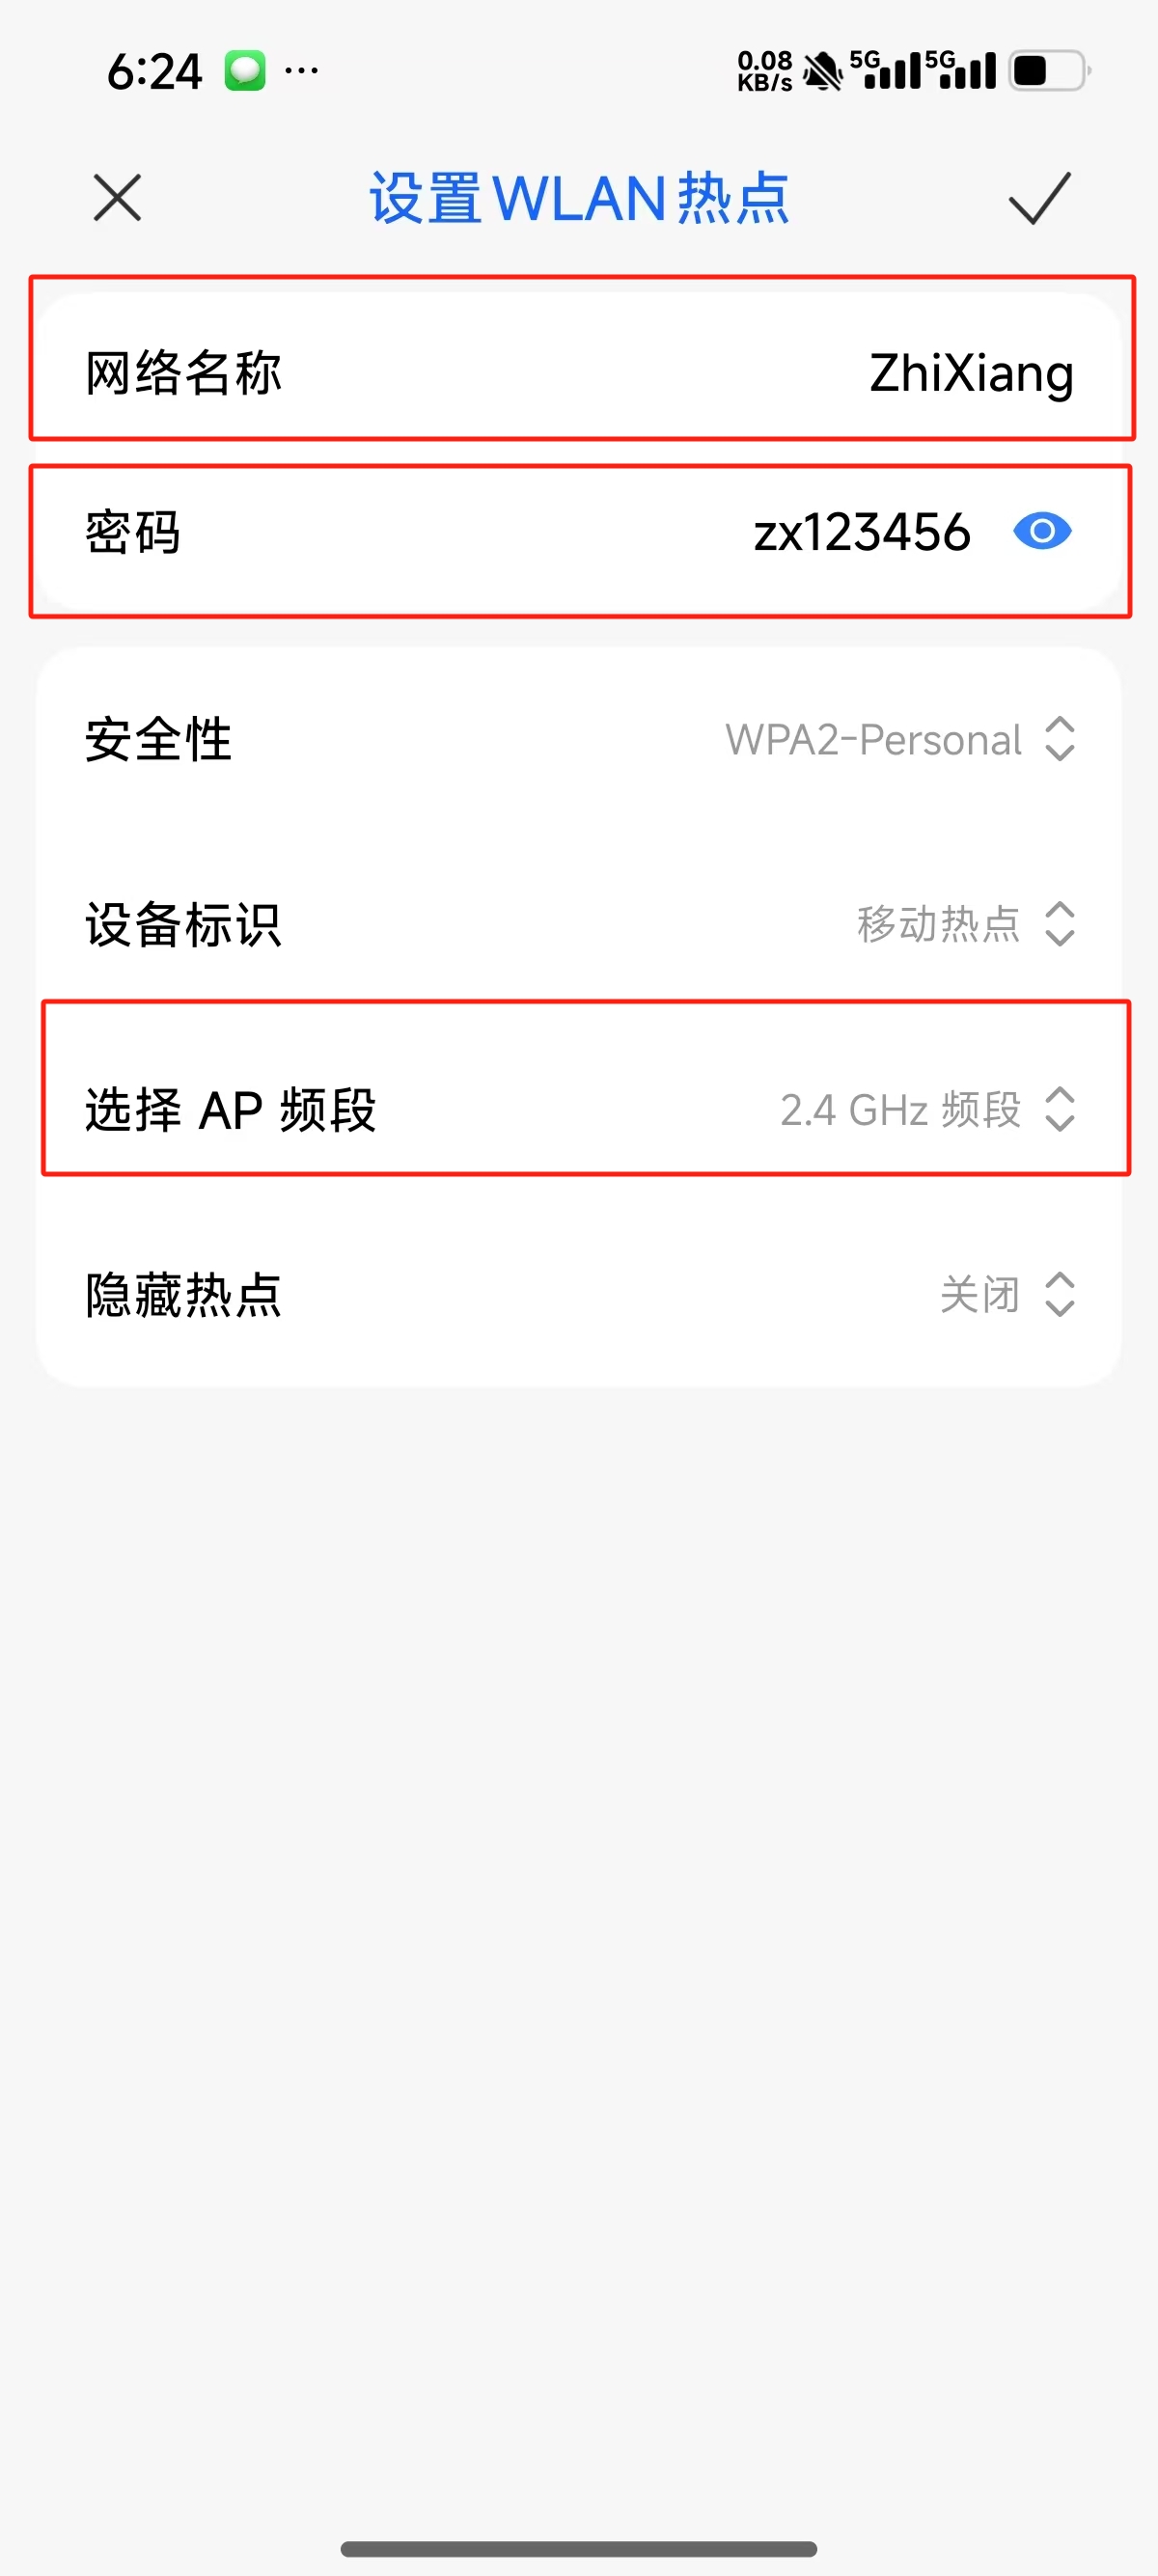 6:24 ··· 0.08 KB/s 5G 5G
设置WLAN热点
网络名称 ZhiXiang
密码 zx123456
安全性 WPA2-Personal
设备标识 移动热点
选择 AP 频段 2.4 GHz 频段
隐藏热点 关闭